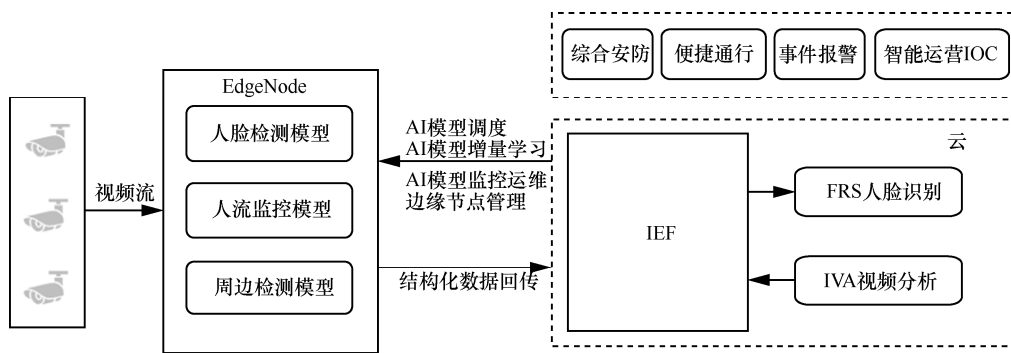 综合安防
便捷通行
事件报警
智能运营IOC
EdgeNode
人脸检测模型
人流监控模型
周边检测模型
视频流
AI模型调度
AI模型增量学习
AI模型监控运维
边缘节点管理
结构化数据回传
云
IEF
FRS人脸识别
IVA视频分析